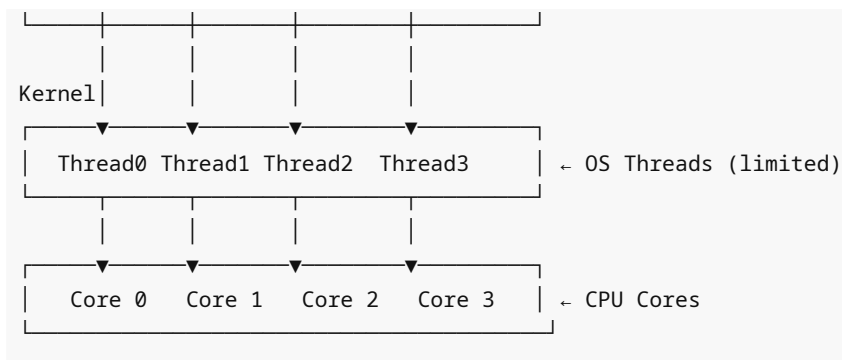 Kernel
Thread0 Thread1 Thread2 Thread3 ← OS Threads (limited)
Core 0 Core 1 Core 2 Core 3 ← CPU Cores